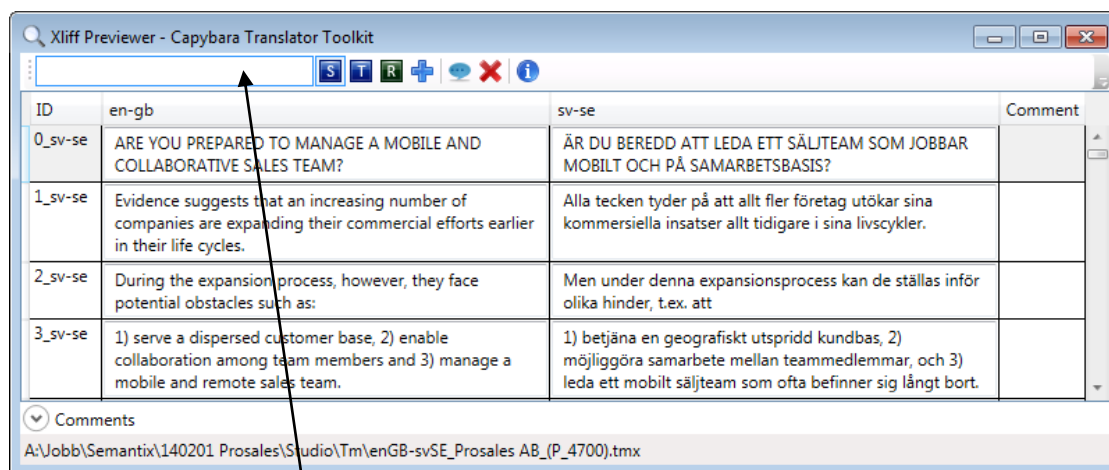 Xliff Previewer - Capybara Translator Toolkit
S T R
ID en-gb sv-se Comment
0_sv-se
ARE YOU PREPARED TO MANAGE A MOBILE AND
COLLABORATIVE SALES TEAM?
ÄR DU BEREDD ATT LEDA ETT SÄLJTEAM SOM JOBBAR
MOBILT OCH PÅ SAMARBETSBASIS?
1_sv-se
Evidence suggests that an increasing number of
companies are expanding their commercial efforts earlier
in their life cycles.
Alla tecken tyder på att allt fler företag utökar sina
kommersiella insatser allt tidigare i sina livscykler.
2_sv-se
During the expansion process, however, they face
potential obstacles such as:
Men under denna expansionsprocess kan de ställas inför
olika hinder, t.ex. att
3_sv-se
1) serve a dispersed customer base, 2) enable
collaboration among team members and 3) manage a
mobile and remote sales team.
1) betjäna en geografiskt utspridd kundbas, 2)
möjliggöra samarbete mellan teammedlemmar, och 3)
leda ett mobilt säljteam som ofta befinner sig långt bort.
Comments
A:\Jobb\Semantix\140201 Prosales\Studio\Tm\enGB-svSE_Prosales AB_(P_4700).tmx